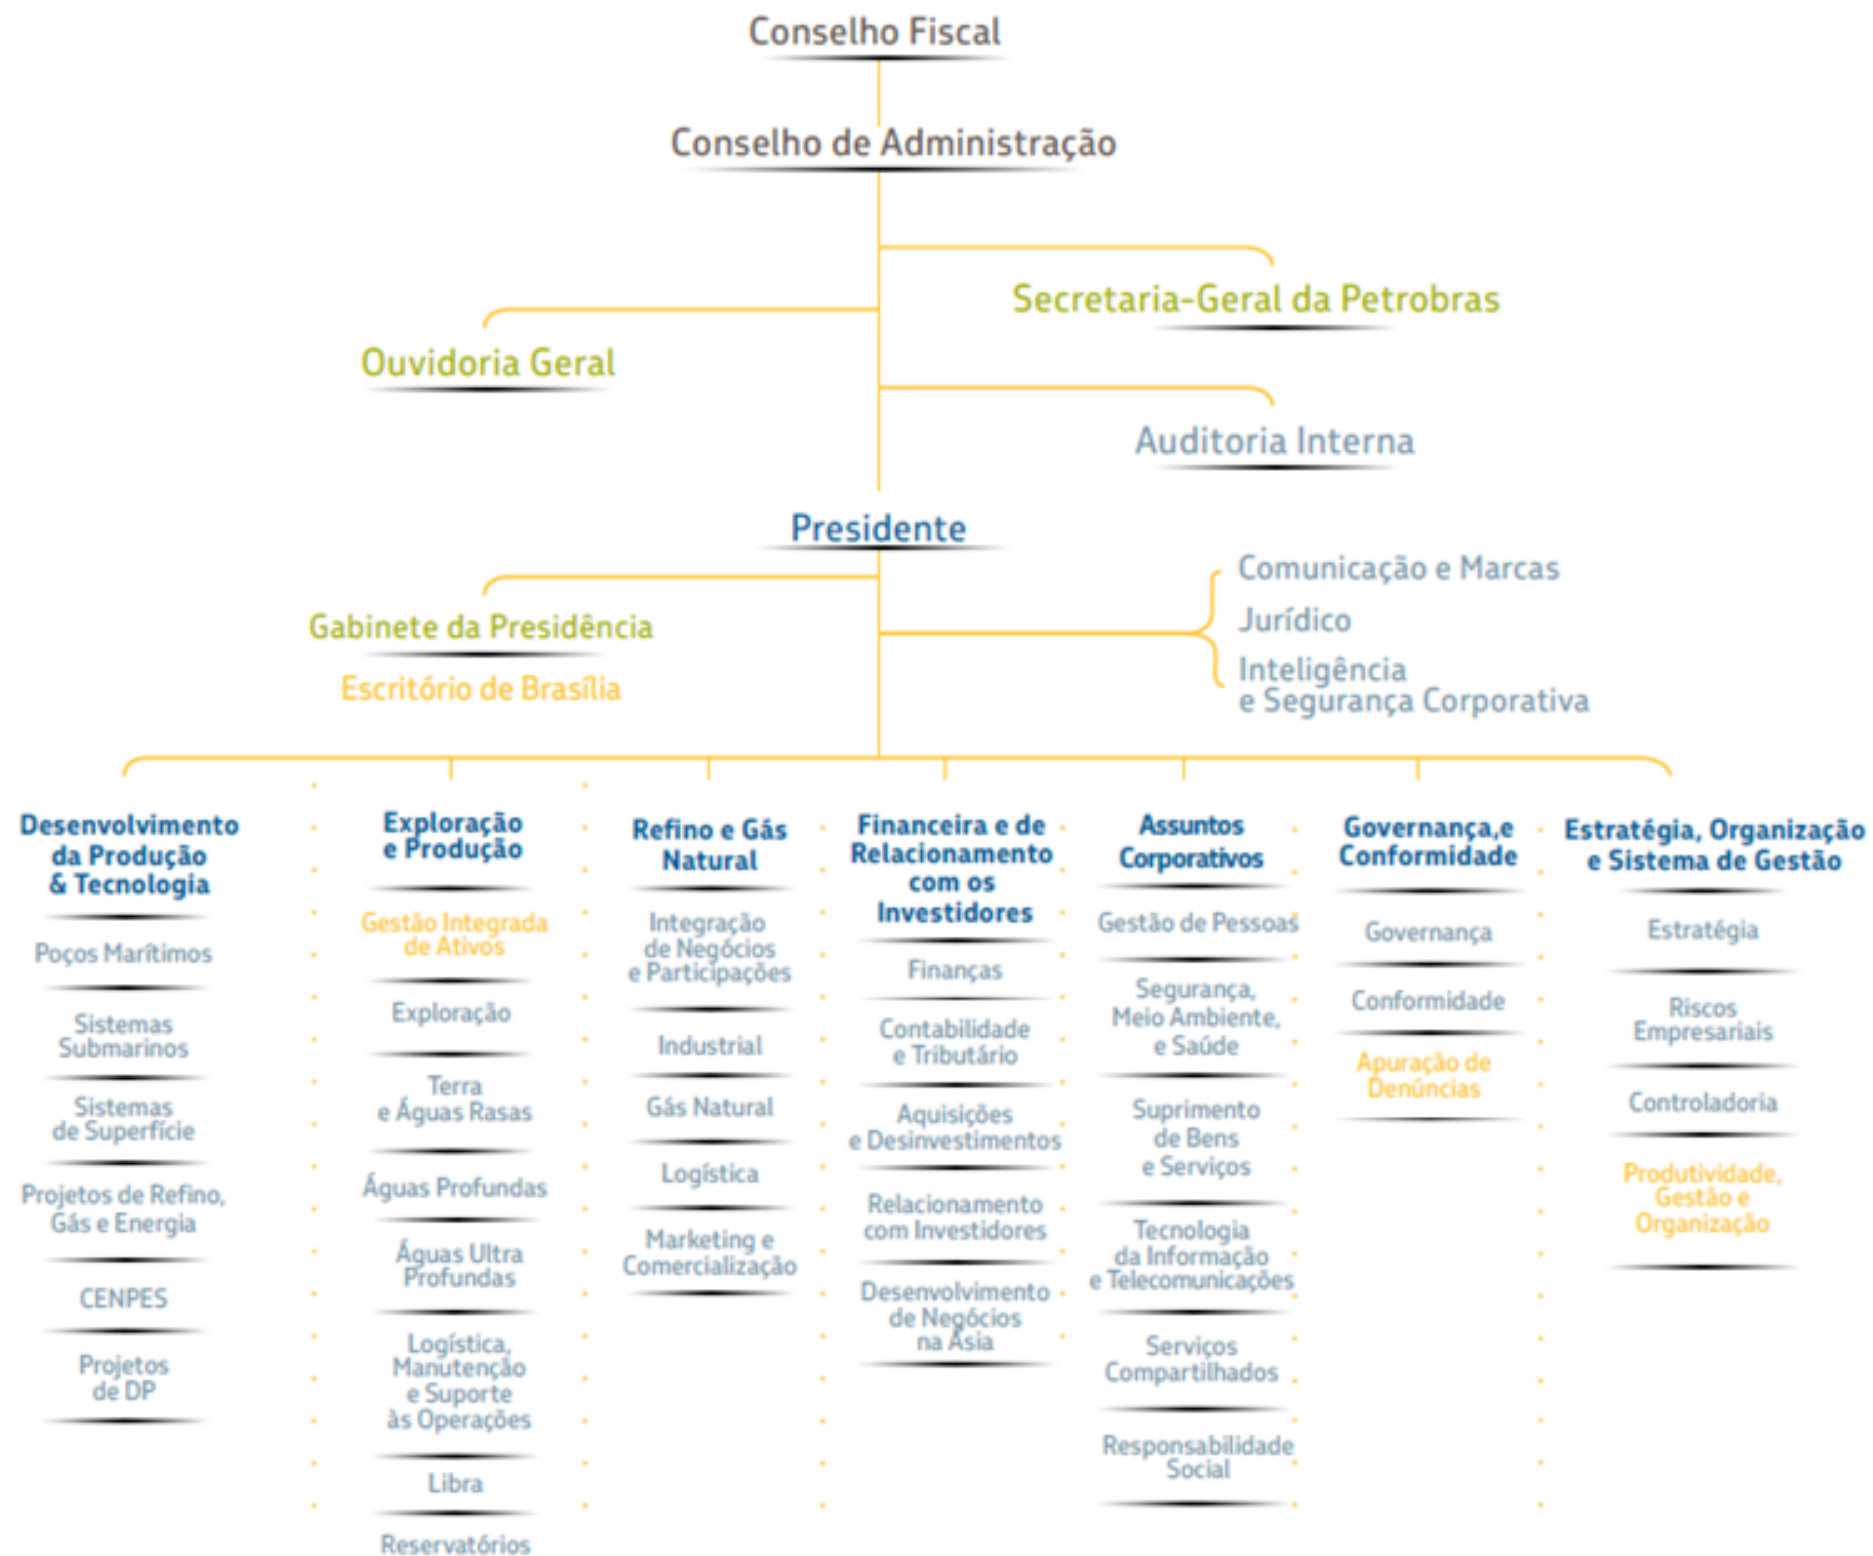 Conselho Fiscal
Conselho de Administração
Secretaria-Geral da Petrobras
Ouvidoria Geral
Auditoria Interna
Presidente
Gabinete da Presidência
Escritório de Brasília
Comunicação e Marcas
Jurídico
Inteligência
e Segurança Corporativa
Desenvolvimento
da Produção
& Tecnologia
Poços Marítimos
Sistemas
Submarinos
Sistemas
de Superfície
Projetos de Refino,
Gás e Energia
CENPES
Projetos
de DP
Exploração
e Produção
Gestão Integrada
de Ativos
Exploração
Terra
e Águas Rasas
Águas Profundas
Águas Ultra
Profundas
Logística,
Manutenção
e Suporte
às Operações
Libra
Reservatórios
Refino e Gás
Natural
Integração
de Negócios
e Participações
Industrial
Gás Natural
Logística
Marketing e
Comercialização
Financeira e de
Relacionamento
com os
Investidores
Finanças
Contabilidade
e Tributário
Aquisições
e Desinvestimentos
Relacionamento
com Investidores
Desenvolvimento
de Negócios
na Ásia
Assuntos
Corporativos
Gestão de Pessoas
Segurança,
Meio Ambiente,
e Saúde
Suprimento
de Bens
e Serviços
Tecnologia
da Informação
e Telecomunicações
Serviços
Compartilhados
Responsabilidade
Social
Governança,e
Conformidade
Governança
Conformidade
Apuração de
Denúncias
Estratégia, Organização
e Sistema de Gestão
Estratégia
Riscos
Empresariais
Controladoria
Produtividade,
Gestão e
Organização